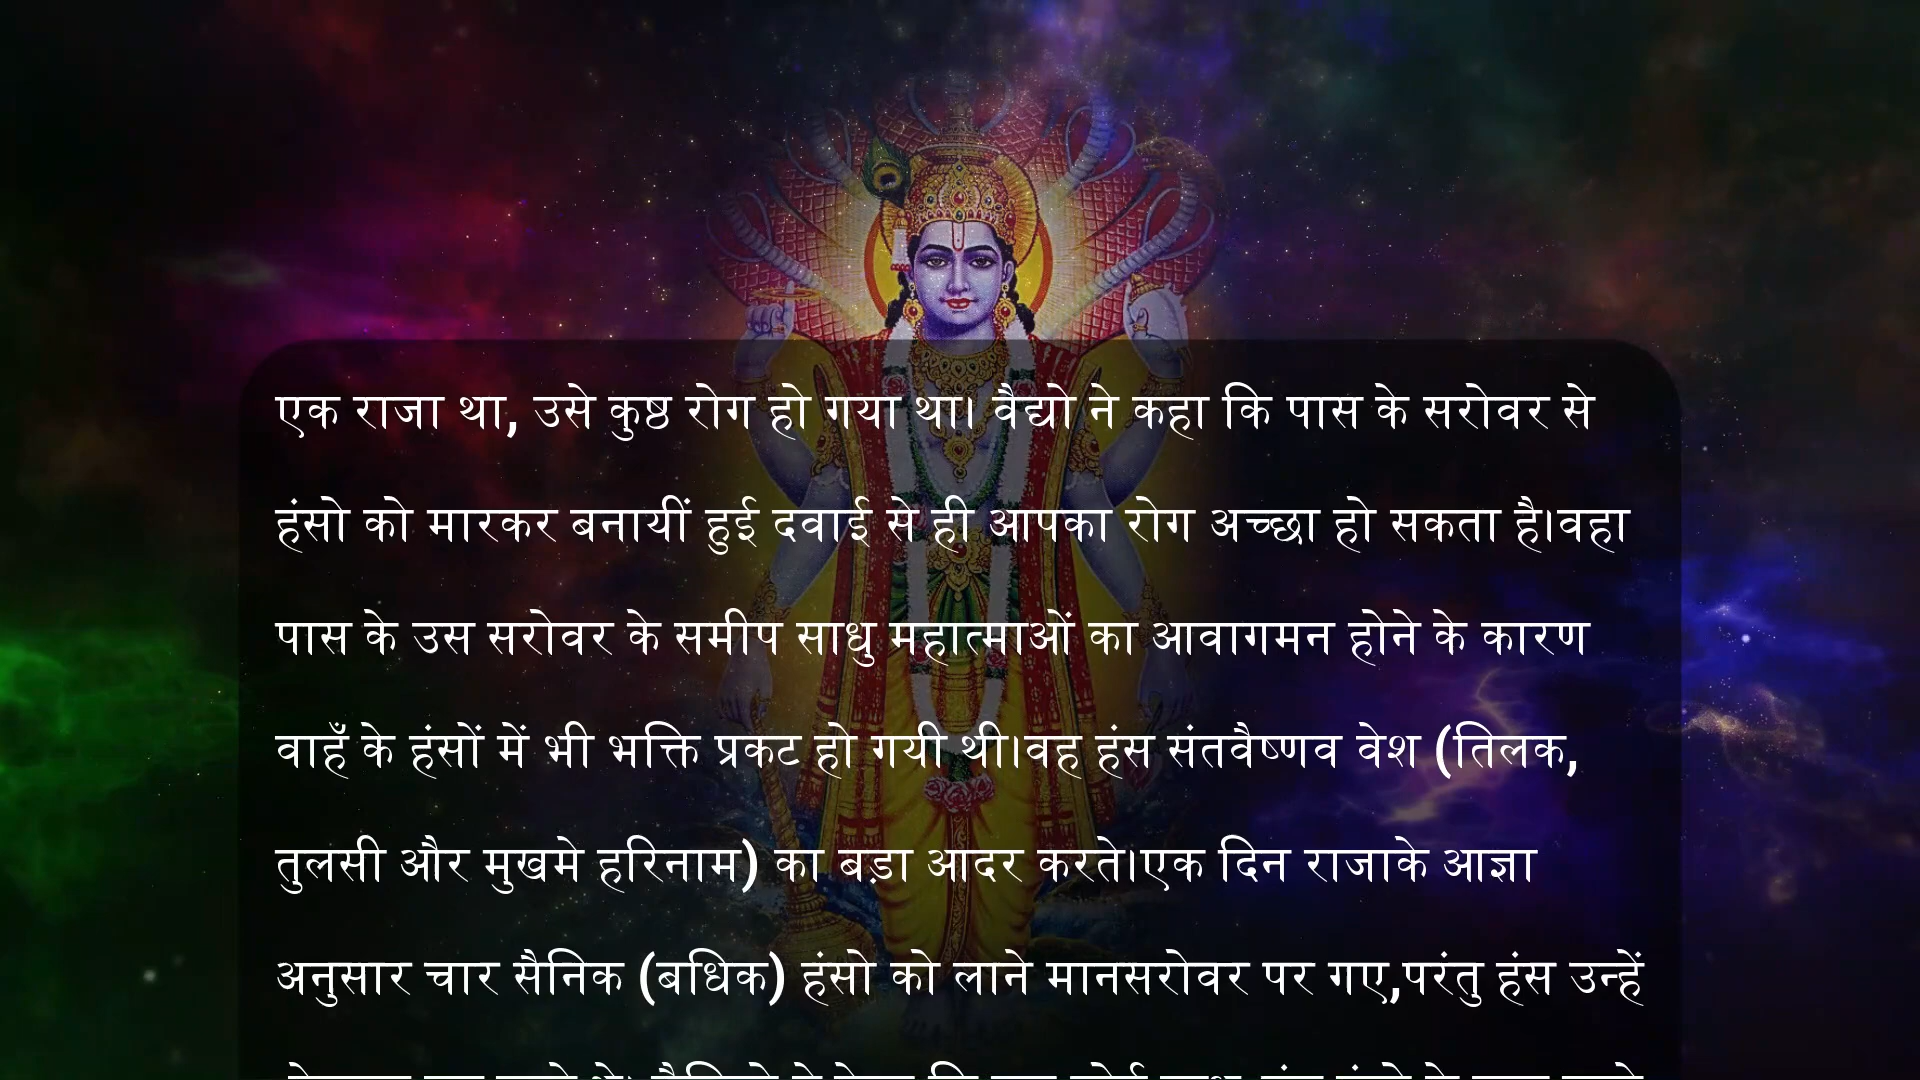 एक राजा था, उसे कुष्ठ रोग हो गया था। वैद्यो ने कहा कि पास के सरोवर से
हंसो को मारकर बनायीं हुई दवाई से ही आपका रोग अच्छा हो सकता है।वहा
पास के उस सरोवर के समीप साधु महात्माओं का आवागमन होने के कारण
वाहँ के हंसों में भी भक्ति प्रकट हो गयी थी।वह हंस संतवैष्णव वेश (तिलक,
तुलसी और मुखमे हरिनाम) का बड़ा आदर करते।एक दिन राजाके आज्ञा
अनुसार चार सैनिक (बधिक) हंसो को लाने मानसरोवर पर गए,परंतु हंस उन्हें